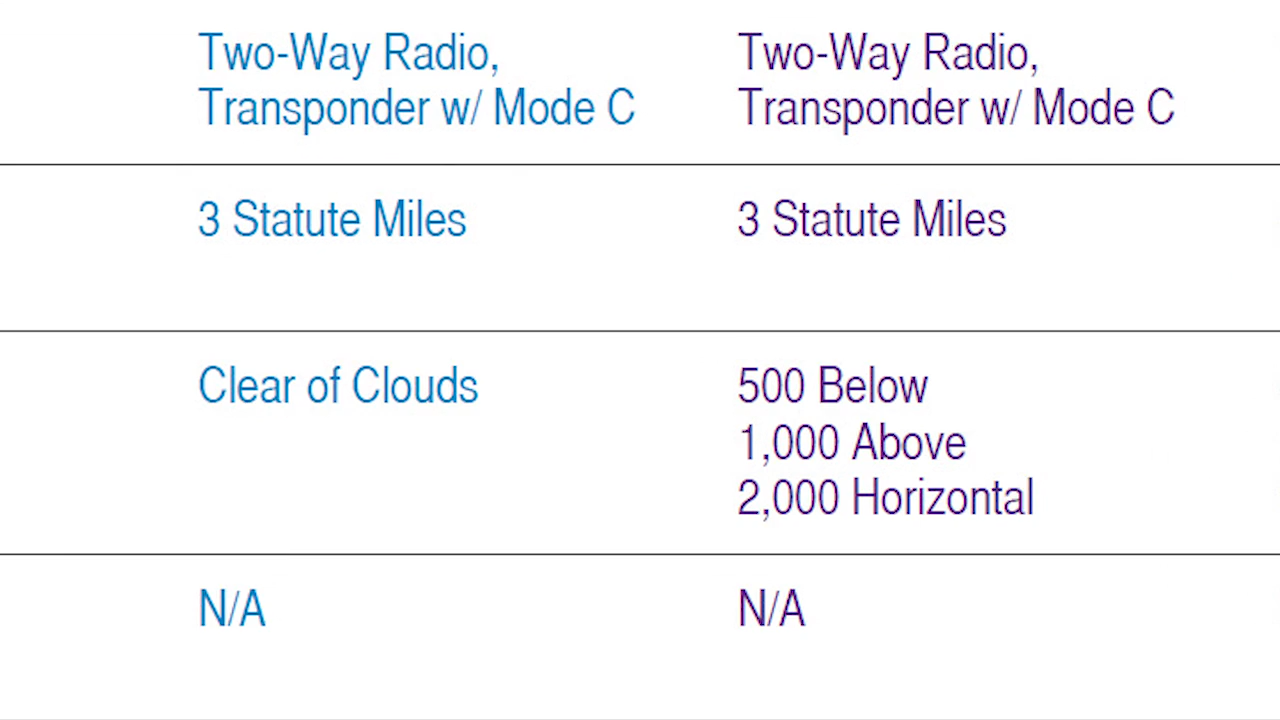 Two-Way Radio,
Transponder w/ Mode C
Two-Way Radio,
Transponder w/ Mode C
3 Statute Miles
3 Statute Miles
Clear of Clouds
500 Below
1,000 Above
2,000 Horizontal
N/A
N/A